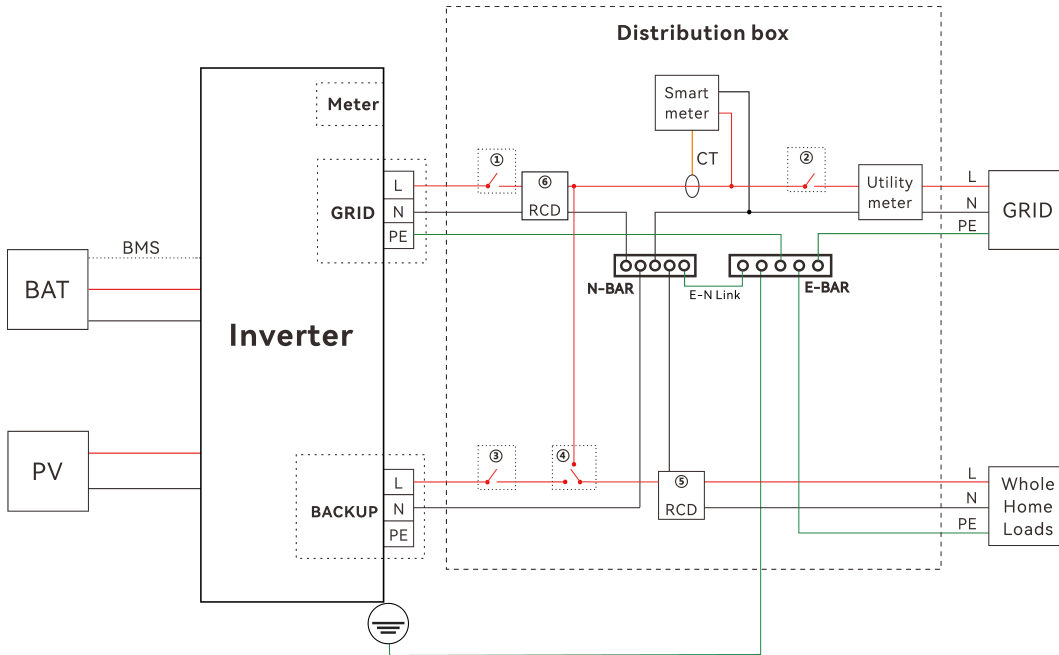 Distribution box
Smart
meter
Meter
CT
①
②
⑥
RCD
Utility
meter
L
N
PE
GRID
GRID
L
N
PE
BMS
BAT
N-BAR
E-N Link
E-BAR
Inverter
PV
BACKUP
L
N
PE
③
④
⑤
RCD
L
N
PE
Whole
Home
Loads